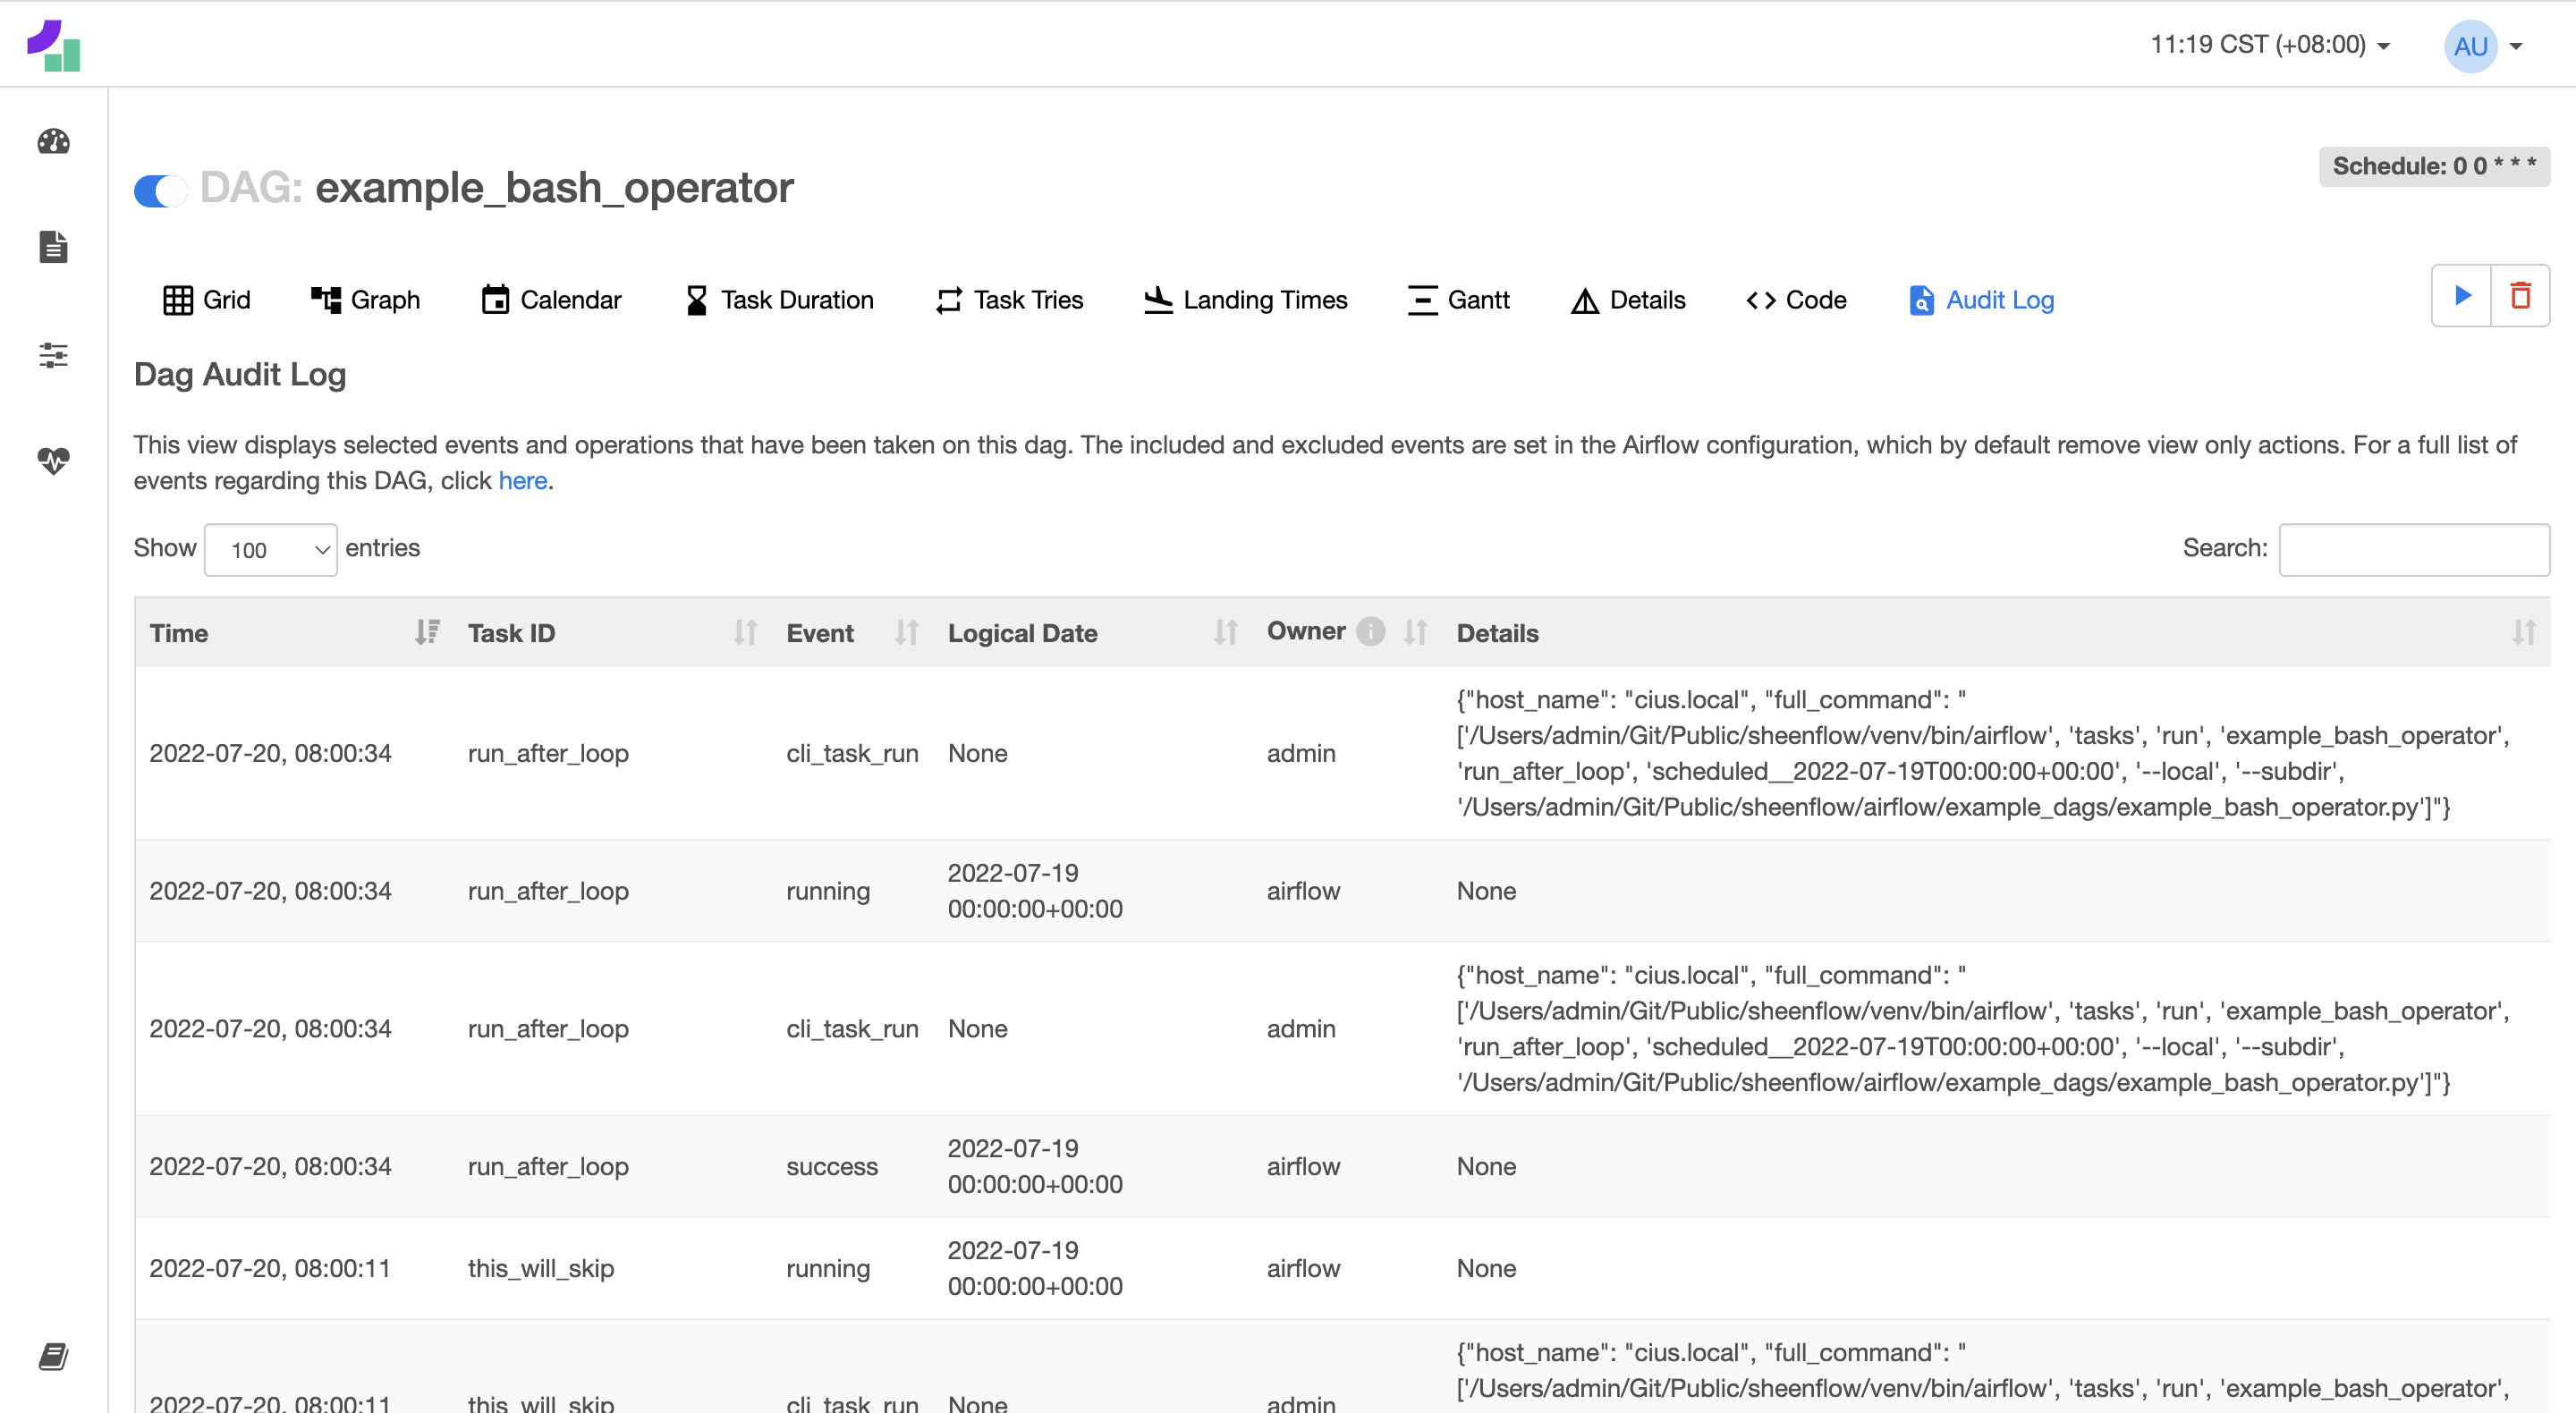 11:19 CST (+08:00)
AU
DAG: example_bash_operator
Schedule: 0 0 * * *
Grid
Graph
Calendar
Task Duration
Task Tries
Landing Times
Gantt
Details
Code
Audit Log
Dag Audit Log
This view displays selected events and operations that have been taken on this dag. The included and excluded events are set in the Airflow configuration, which by default remove view only actions. For a full list of
events regarding this DAG, click here.
Show 100 entries
Search:
Time Task ID Event Logical Date Owner Details
2022-07-20, 08:00:34 run_after_loop cli_task_run None admin
{"host_name": "cius.local", "full_command": "
['/Users/admin/Git/Public/sheenflow/venv/bin/airflow', 'tasks', 'run', 'example_bash_operator',
'run_after_loop', 'scheduled__2022-07-19T00:00:00+00:00', '--local', '--subdir',
'/Users/admin/Git/Public/sheenflow/airflow/example_dags/example_bash_operator.py']"}
2022-07-20, 08:00:34 run_after_loop running
2022-07-19
00:00:00+00:00
airflow None
2022-07-20, 08:00:34 run_after_loop cli_task_run None admin
{"host_name": "cius.local", "full_command": "
['/Users/admin/Git/Public/sheenflow/venv/bin/airflow', 'tasks', 'run', 'example_bash_operator',
'run_after_loop', 'scheduled__2022-07-19T00:00:00+00:00', '--local', '--subdir',
'/Users/admin/Git/Public/sheenflow/airflow/example_dags/example_bash_operator.py']"}
2022-07-20, 08:00:34 run_after_loop success
2022-07-19
00:00:00+00:00
airflow None
2022-07-20, 08:00:11 this_will_skip running
2022-07-19
00:00:00+00:00
airflow None
2022-07-20, 08:00:11 this_will_skip cli_task_run None admin
{"host_name": "cius.local", "full_command": "
['/Users/admin/Git/Public/sheenflow/venv/bin/airflow', 'tasks', 'run', 'example_bash_operator',